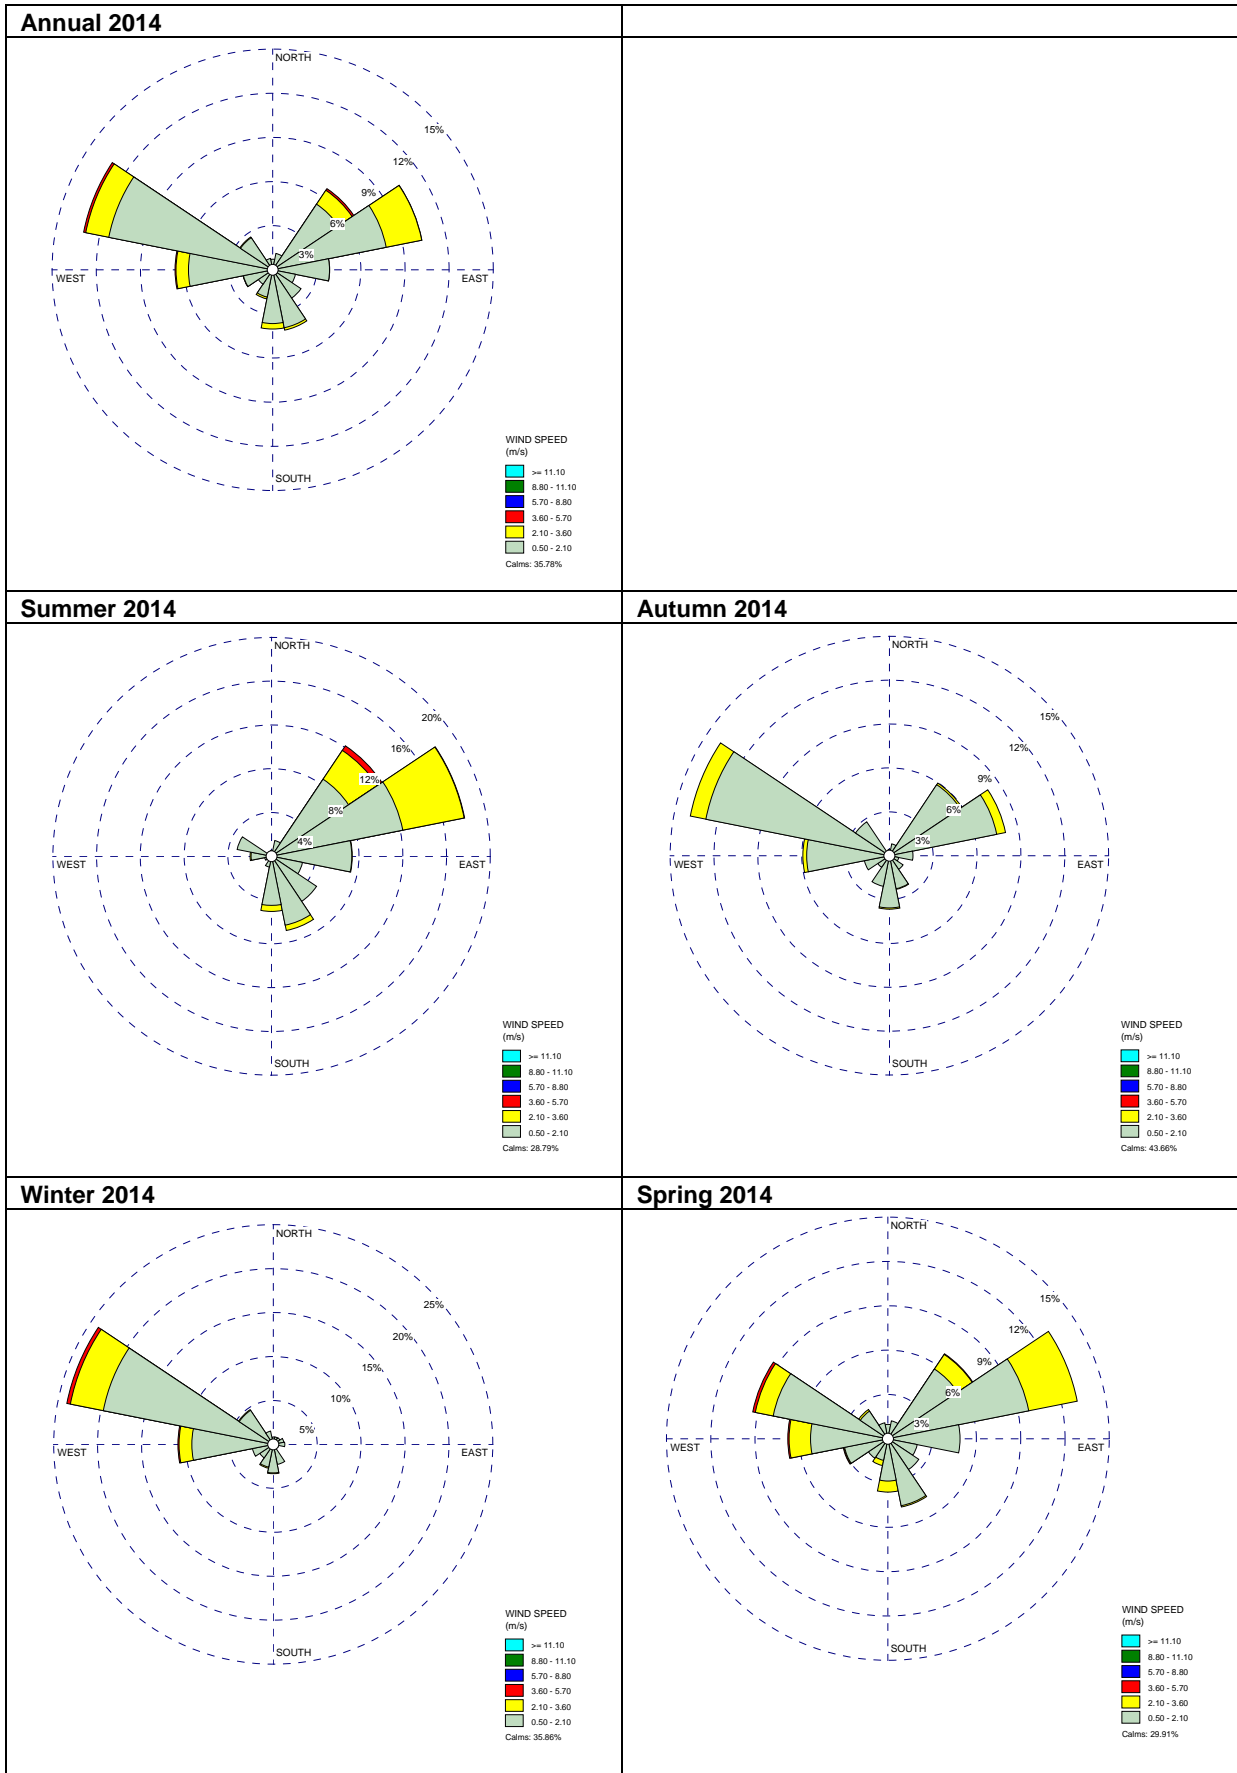 Annual 2014
NORTH
15%
12%
9%
6%
3%
WEST
EAST
SOUTH
WIND SPEED
(m/s)
>= 11.10
8.80 - 11.10
5.70 - 8.80
3.60 - 5.70
2.10 - 3.60
0.50 - 2.10
Calms: 35.78%
Summer 2014
NORTH
20%
16%
12%
8%
4%
WEST
EAST
SOUTH
WIND SPEED
(m/s)
>= 11.10
8.80 - 11.10
5.70 - 8.80
3.60 - 5.70
2.10 - 3.60
0.50 - 2.10
Calms: 28.79%
Autumn 2014
NORTH
15%
12%
9%
6%
3%
WEST
EAST
SOUTH
WIND SPEED
(m/s)
>= 11.10
8.80 - 11.10
5.70 - 8.80
3.60 - 5.70
2.10 - 3.60
0.50 - 2.10
Calms: 43.66%
Winter 2014
NORTH
25%
20%
15%
10%
5%
WEST
EAST
SOUTH
WIND SPEED
(m/s)
>= 11.10
8.80 - 11.10
5.70 - 8.80
3.60 - 5.70
2.10 - 3.60
0.50 - 2.10
Calms: 35.86%
Spring 2014
NORTH
15%
12%
9%
6%
3%
WEST
EAST
SOUTH
WIND SPEED
(m/s)
>= 11.10
8.80 - 11.10
5.70 - 8.80
3.60 - 5.70
2.10 - 3.60
0.50 - 2.10
Calms: 29.91%